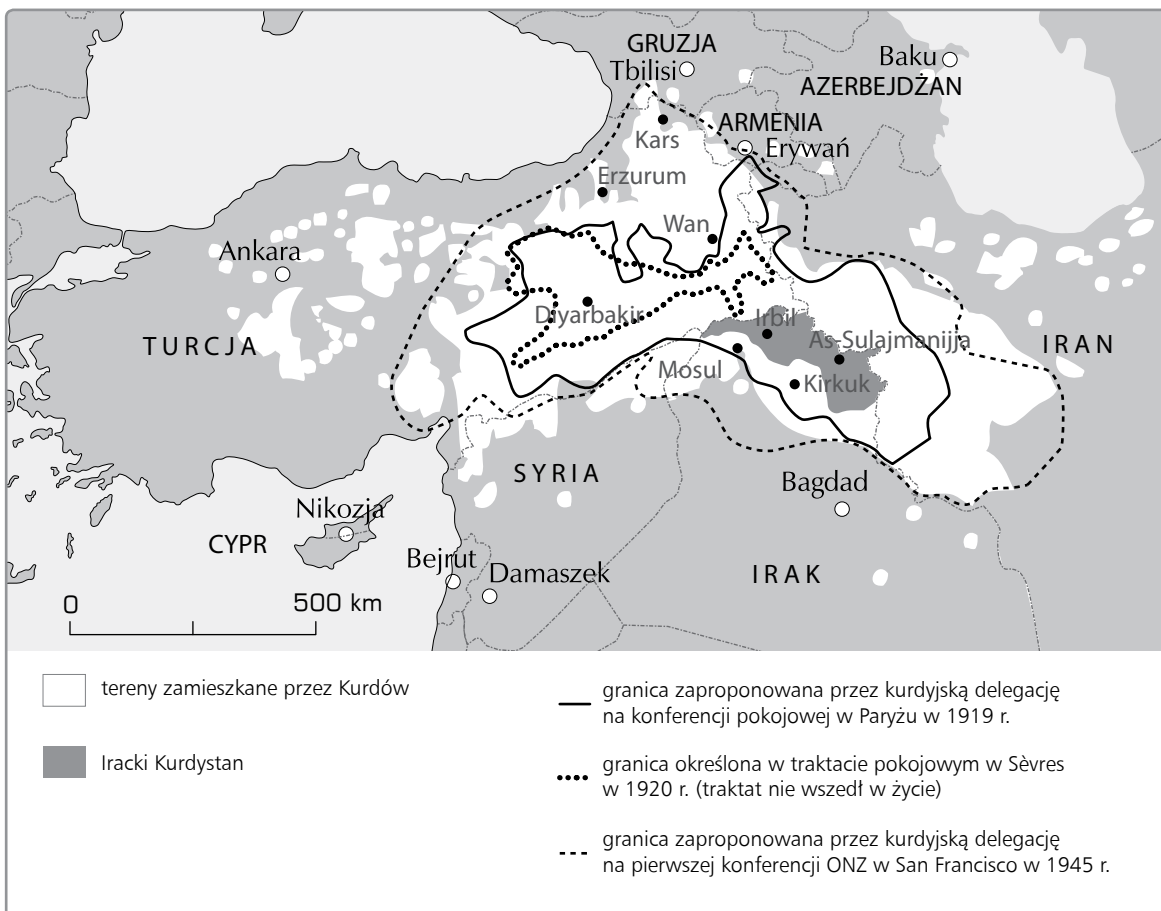 GRUZJA
Tbilisi
Baku
AZERBEJDŻAN
ARMENIA
Erywań
Kars
Erzurum
Wan
Ankara
Diyarbakir
TURCJA
Irbil
As-Sulajmanijja
IRAN
Mosul
Kirkuk
SYRIA
Bagdad
Nikozja
CYPR
Bejrut
Damaszek
IRAK
0 500 km
tereny zamieszkane przez Kurdów
Iracki Kurdystan
granica zaproponowana przez kurdyjską delegację
na konferencji pokojowej w Paryżu w 1919 r.
granica określona w traktacie pokojowym w Sèvres
w 1920 r. (traktat nie wszedł w życie)
granica zaproponowana przez kurdyjską delegację
na pierwszej konferencji ONZ w San Francisco w 1945 r.